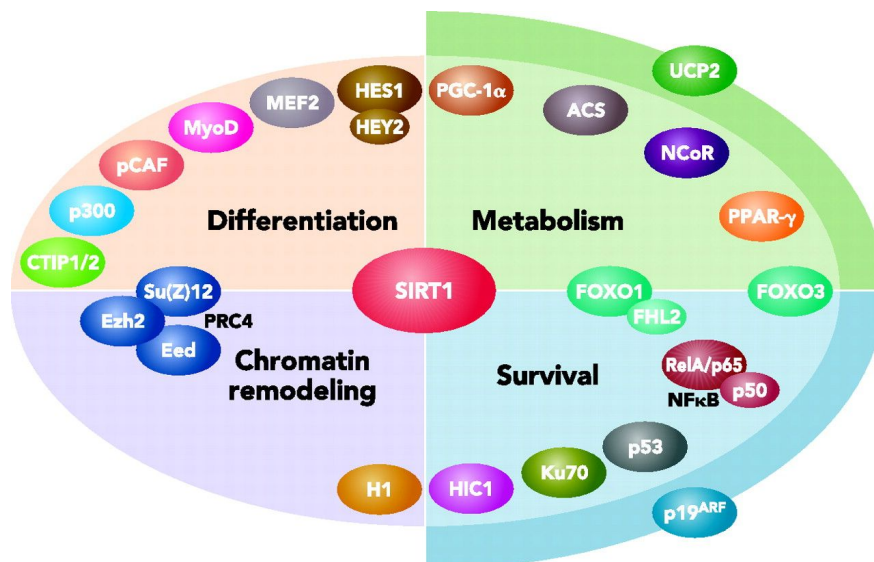 UCP2
HES1
PGC-1α
MEF2
ACS
HEY2
MyoD
NCoR
pCAF
p300
PPAR-γ
Differentiation
Metabolism
CTIP1/2
Su(Z)12
SIRT1
FOXO1
FOXO3
Ezh2
PRC4
FHL2
Eed
Chromatin
remodeling
Survival
RelA/p65
p50
NFκB
p53
Ku70
H1
HIC1
p19ARF